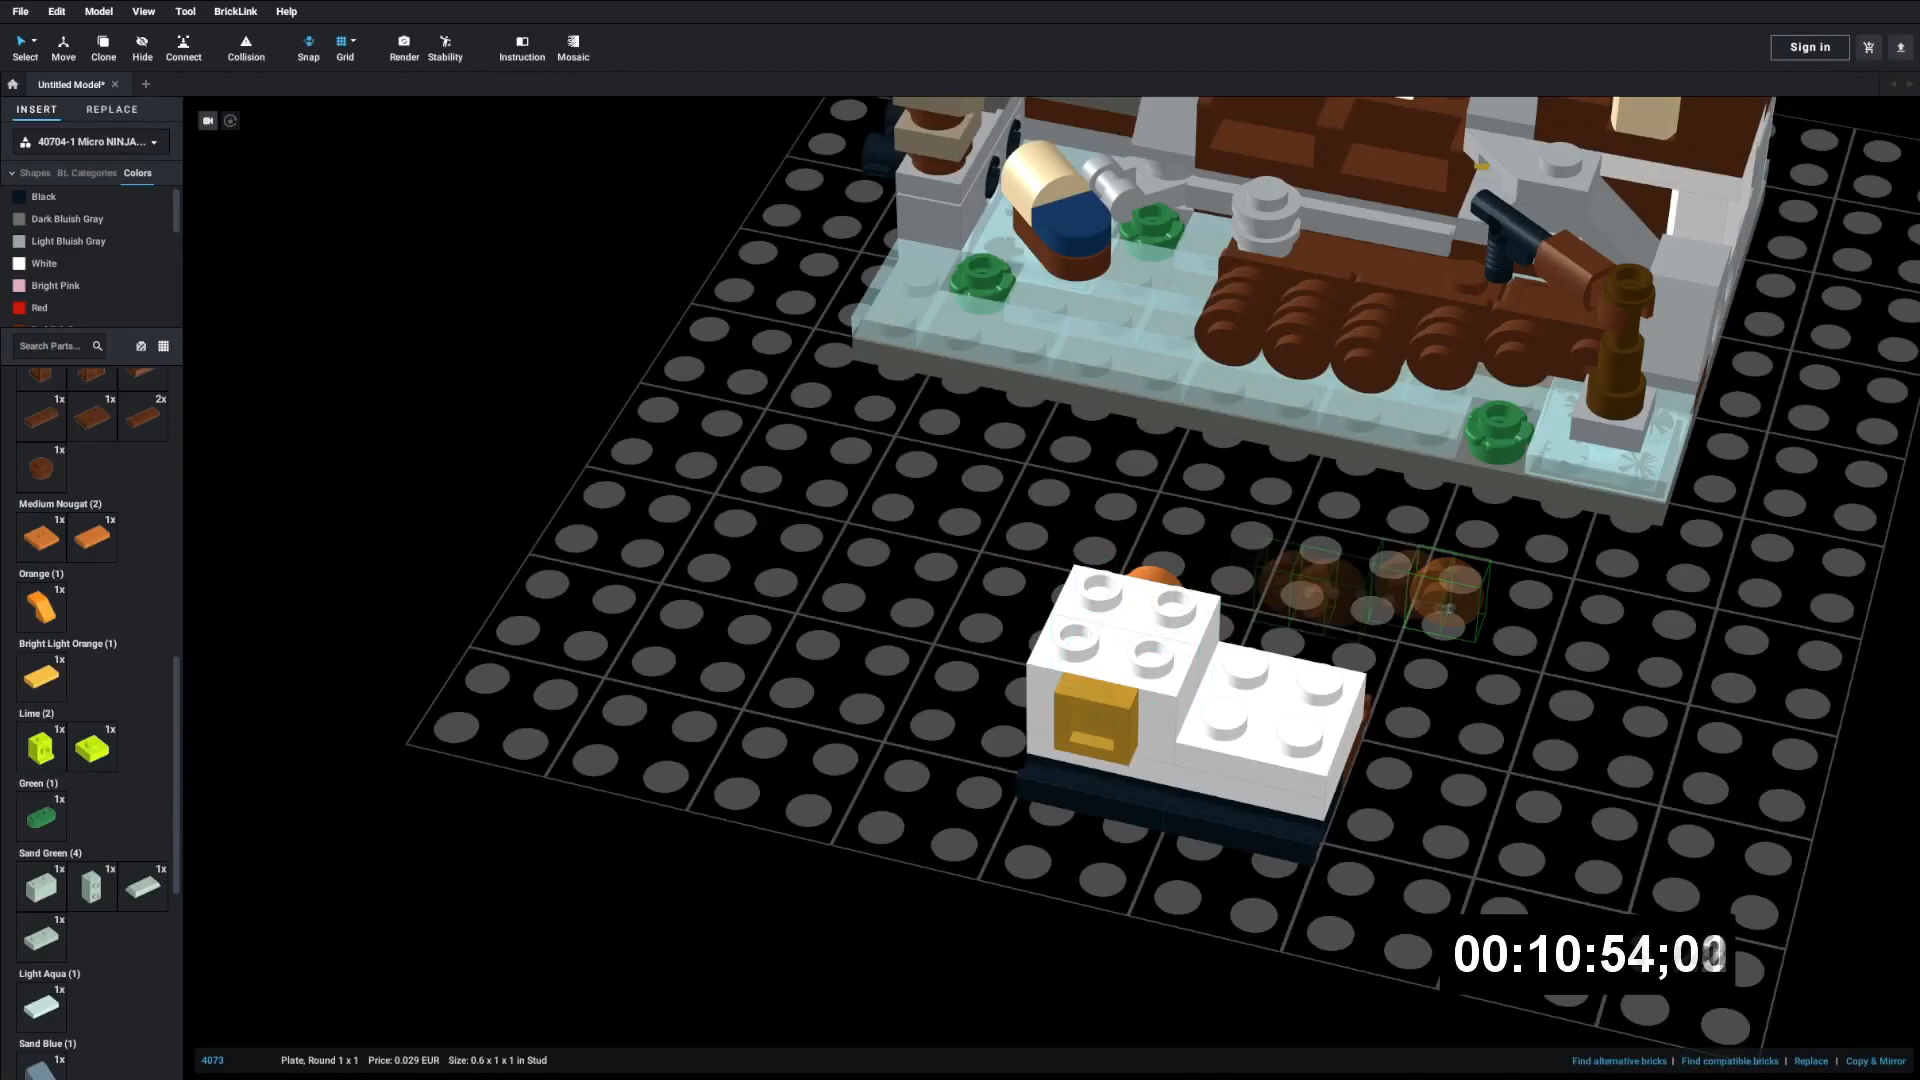 File Edit Model View Tool BrickLink Help
Select Move Clone Hide Connect Collision Snap Grid Render Stability Instruction Mosaic
Sign in
Untitled Model*
INSERT REPLACE
40704-1 Micro NINJA...
Shapes BL Categories Colors
Black
Dark Bluish Gray
Light Bluish Gray
White
Bright Pink
Red
Search Parts...
1x 1x 2x
1x
Medium Nougat (2)
1x 1x
Orange (1)
1x
Bright Light Orange (1)
1x
Lime (2)
1x 1x
Green (1)
1x
Sand Green (4)
1x 1x 1x
1x
Light Aqua (1)
1x
Sand Blue (1)
1x
00:10:54;0
4073 Plate, Round 1 x 1 Price: 0.029 EUR Size: 0.6 x 1 x 1 in Stud
Find alternative bricks | Find compatible bricks | Replace | Copy & Mirror